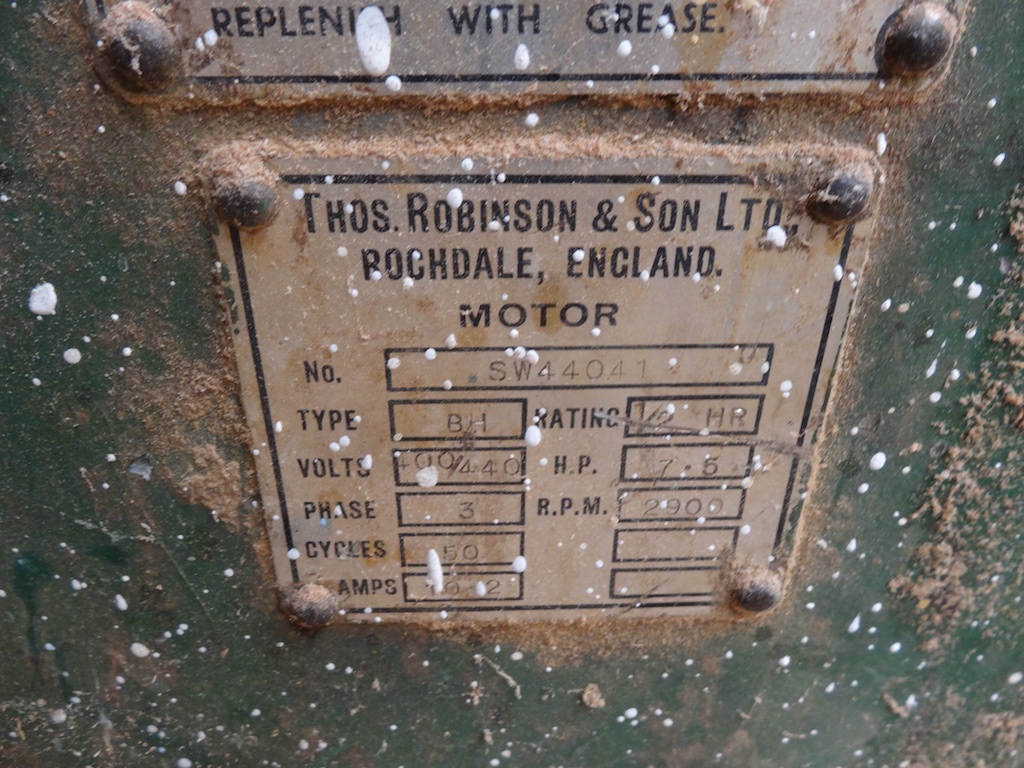 REPLENISH WITH GREASE.
THOS. ROBINSON & SON LTD.,
ROCHDALE, ENGLAND.
MOTOR
No. SW44041
TYPE BH RATING 1/2 HR
VOLTS 400/440 H.P. 7.5
PHASE 3 R.P.M. 2900
CYCLES 50
AMPS